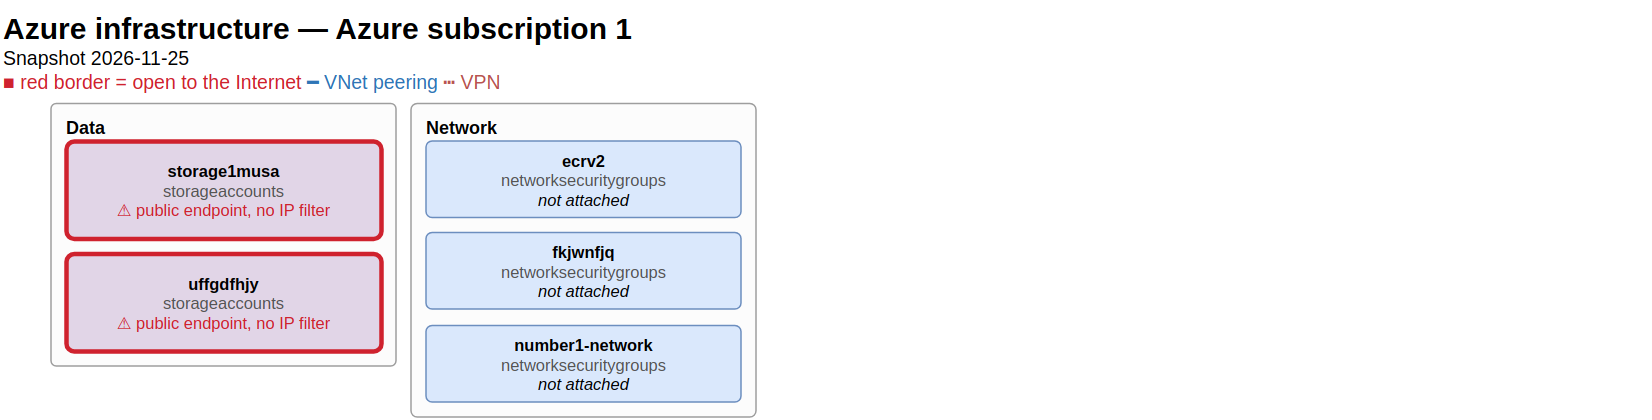 Azure infrastructure — Azure subscription 1
Snapshot 2026-11-25
■ red border = open to the Internet ━ VNet peering ┅ VPN
Data
storage1musa
storageaccounts
⚠ public endpoint, no IP filter
uffgdfhjy
storageaccounts
⚠ public endpoint, no IP filter
Network
ecrv2
networksecuritygroups
not attached
fkjwnfjq
networksecuritygroups
not attached
number1-network
networksecuritygroups
not attached